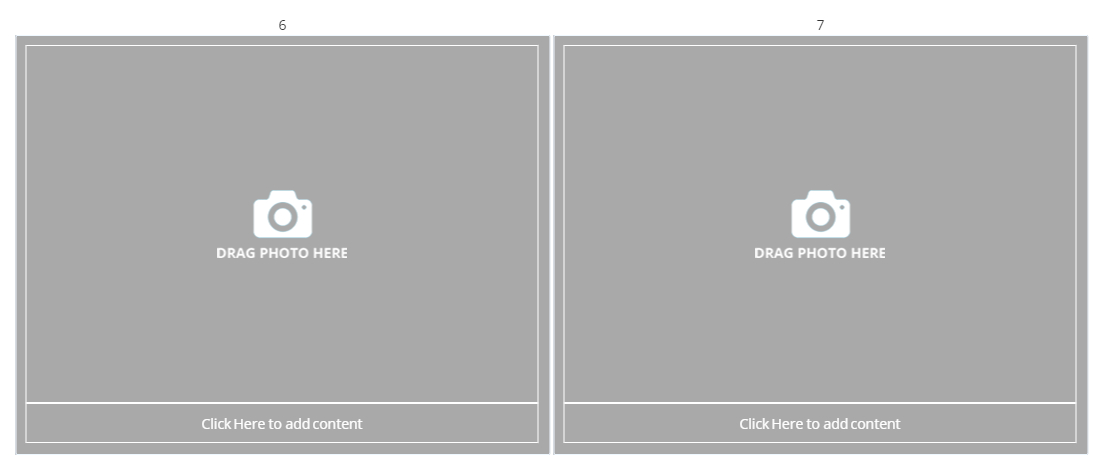 6
7
DRAG PHOTO HERE
DRAG PHOTO HERE
Click Here to add content
Click Here to add content